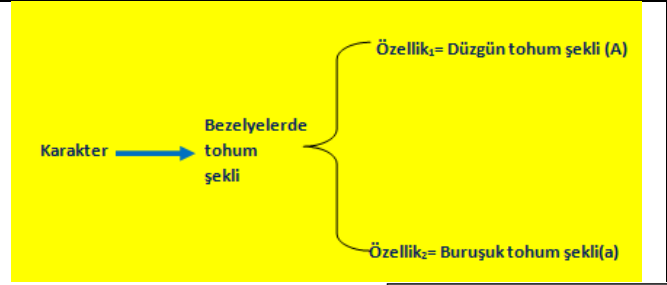 Özellik₁= Düzgün tohum şekli (A)
Karakter
Bezelyelerde
tohum
şekli
Özellik₂= Buruşuk tohum şekli(a)